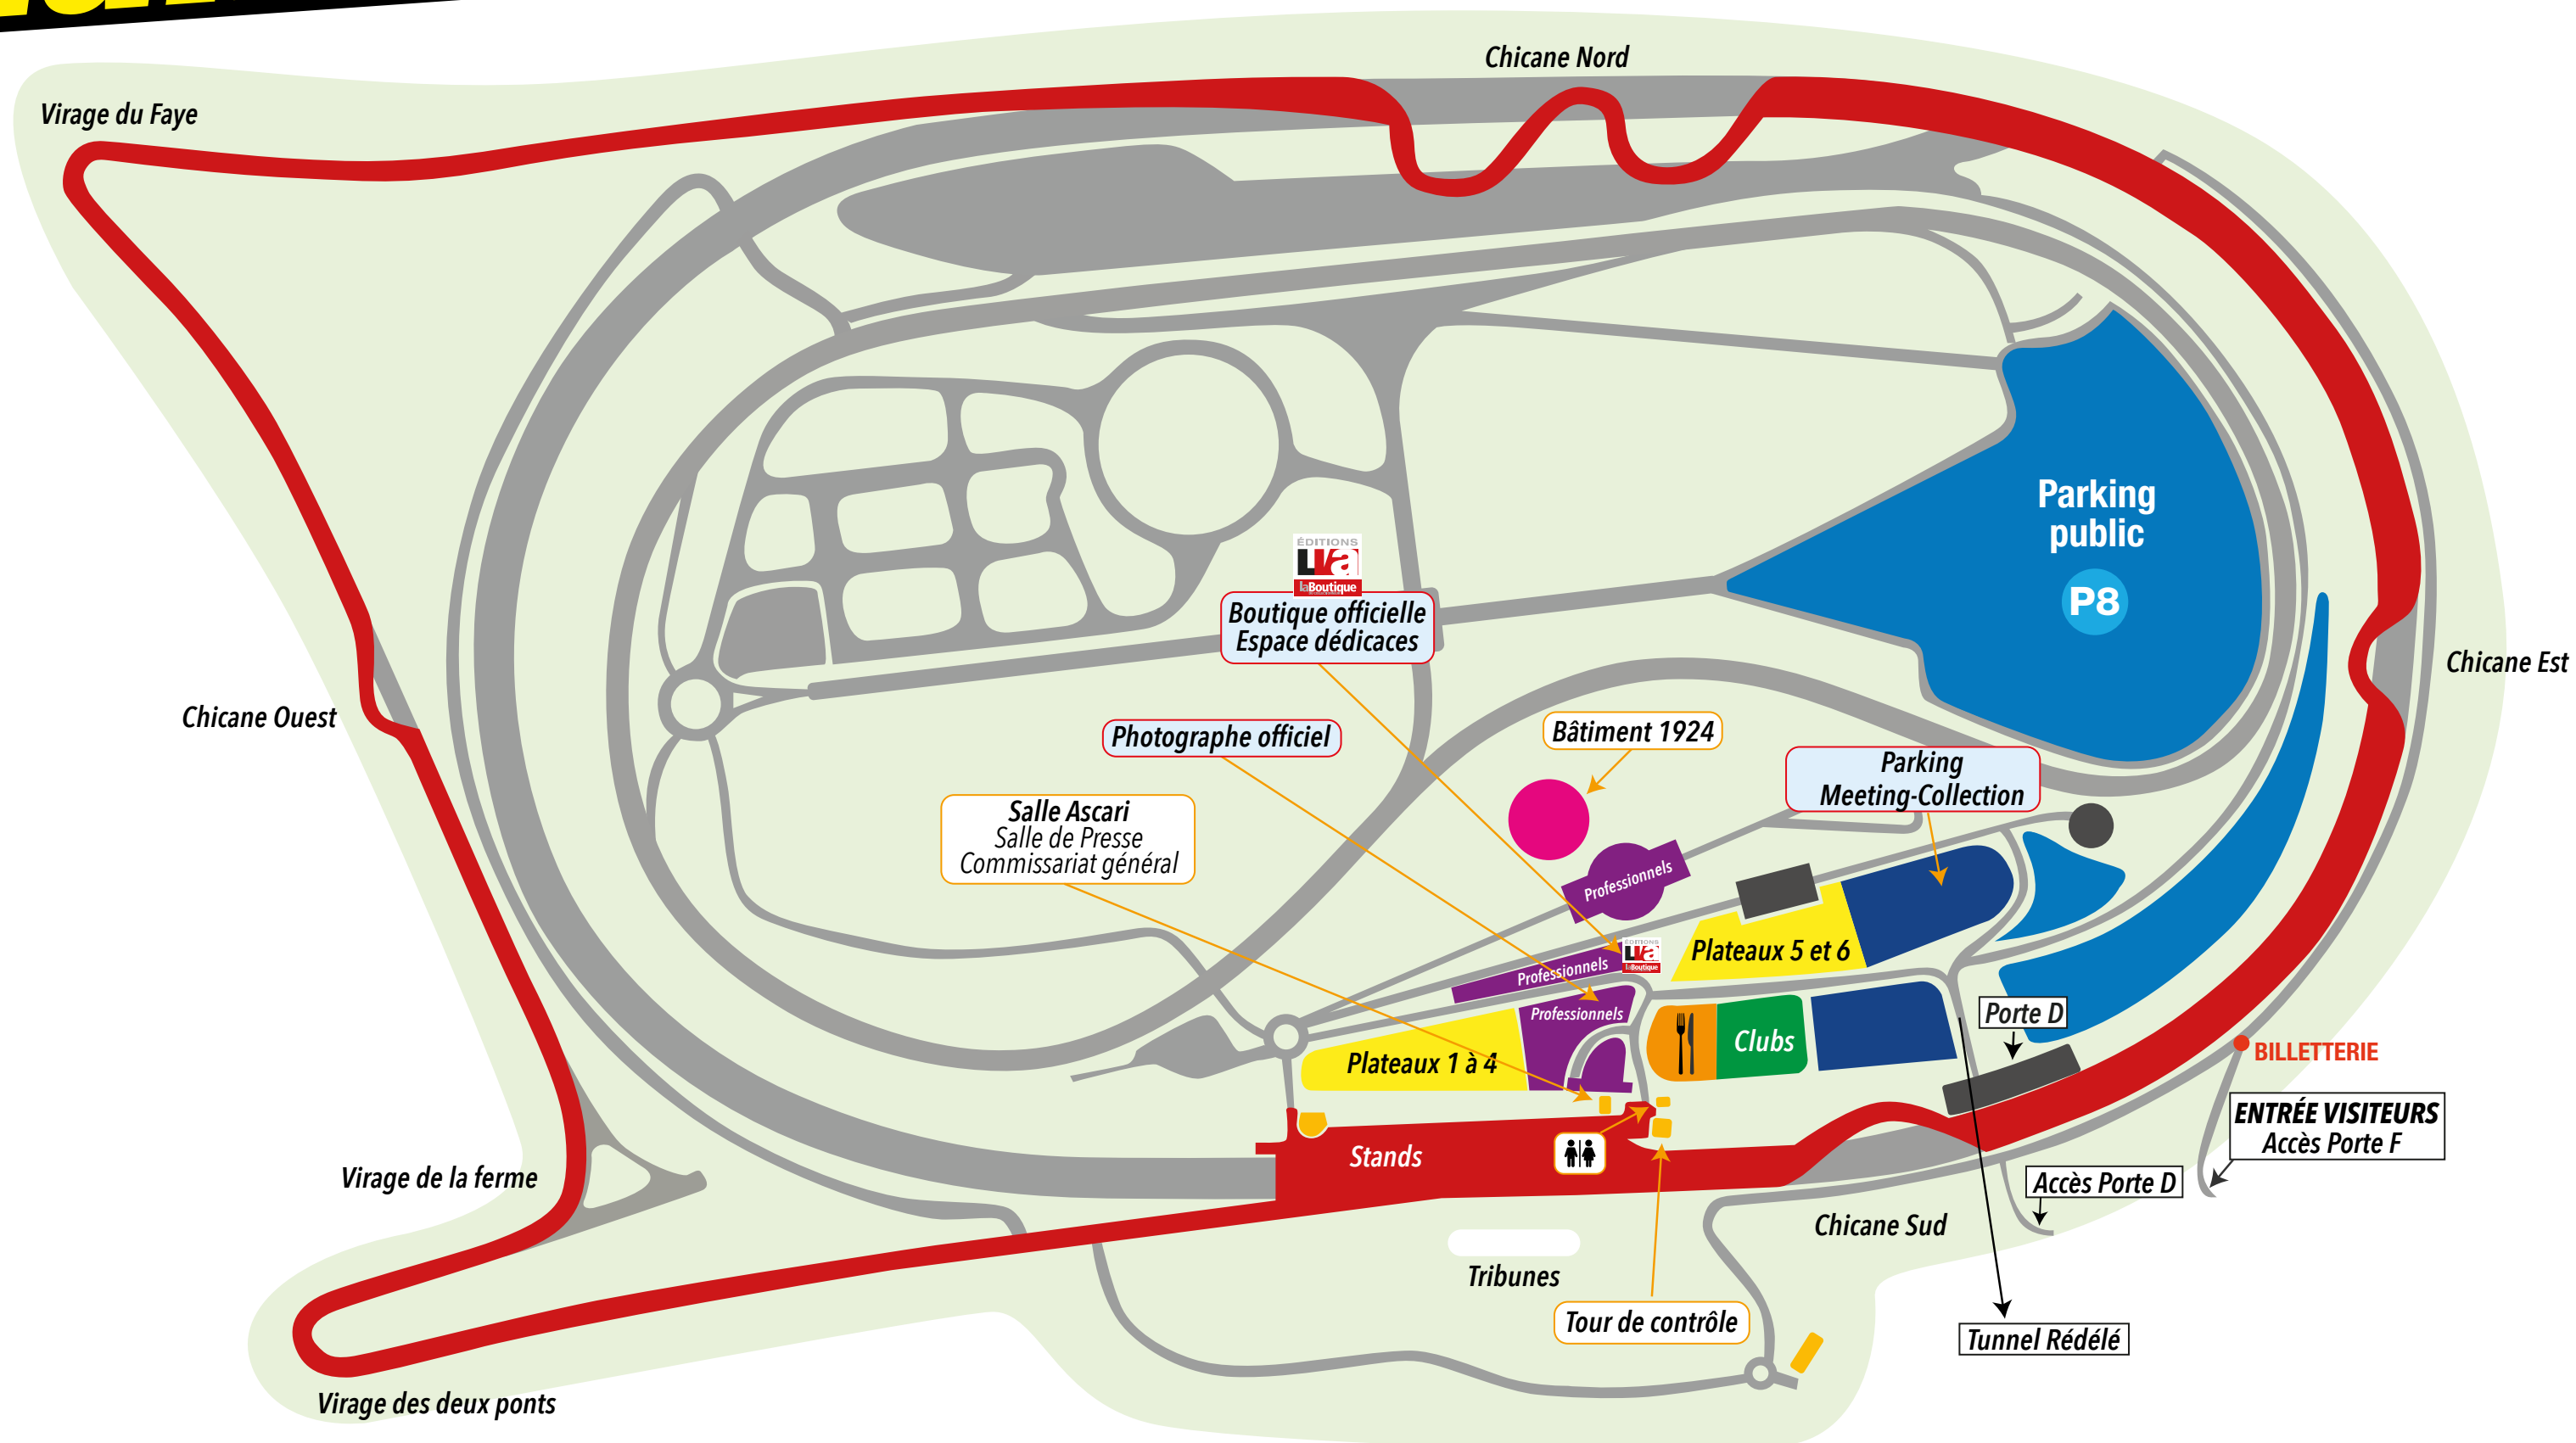 Chicane Nord
Virage du Faye
Parking
public
P8
ÉDITIONS
LVa
laBoutique
Boutique officielle
Espace dédicaces
Chicane Est
Chicane Ouest
Photographe officiel
Bâtiment 1924
Parking
Meeting-Collection
Salle Ascari
Salle de Presse
Commissariat général
Professionnels
ÉDITIONS
LVa
laBoutique
Plateaux 5 et 6
Professionnels
Professionnels
Porte D
Clubs
Plateaux 1 à 4
BILLETTERIE
ENTRÉE VISITEURS
Accès Porte F
Stands
Virage de la ferme
Accès Porte D
Chicane Sud
Tribunes
Tour de contrôle
Tunnel Rédélé
Virage des deux ponts